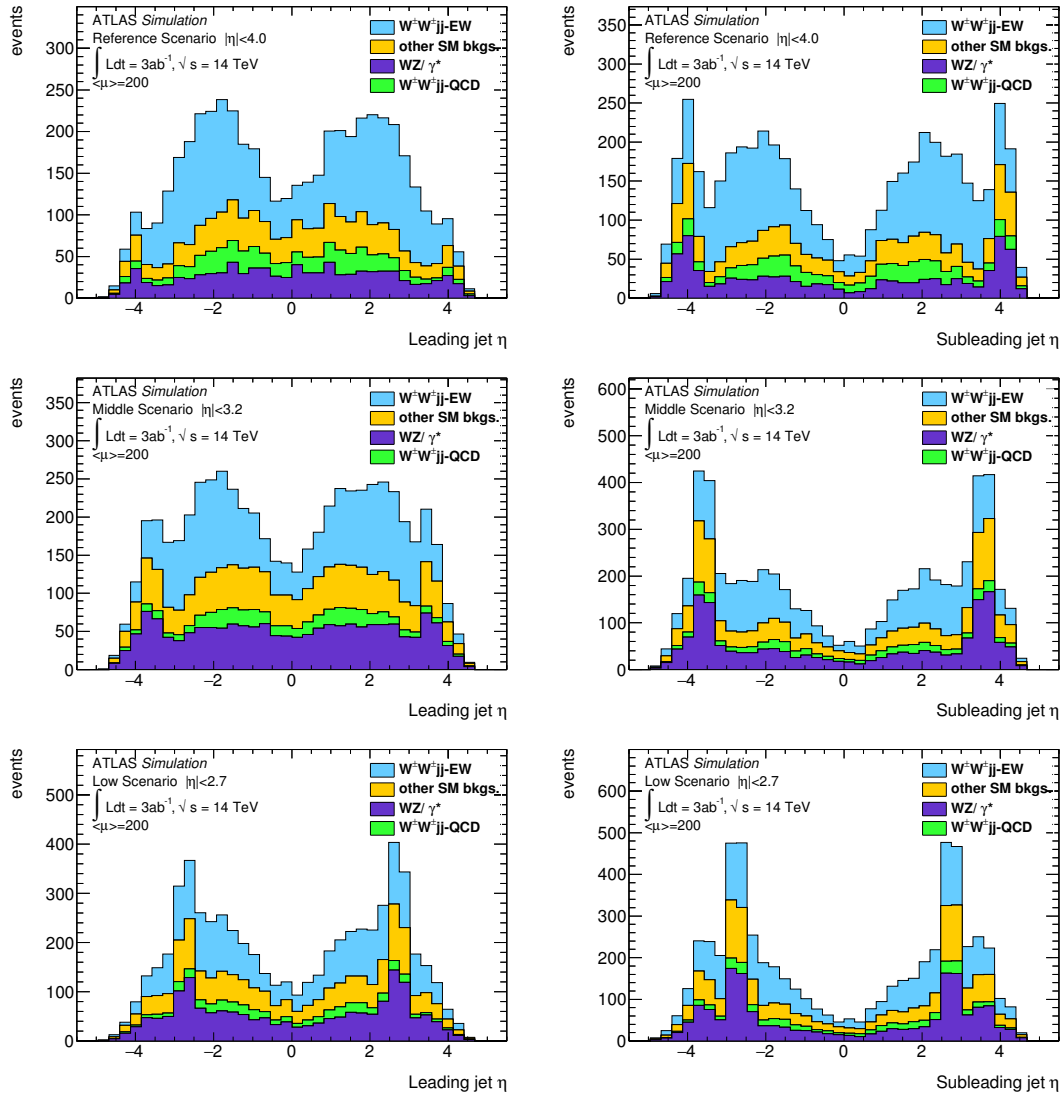 events
ATLAS Simulation
Reference Scenario |η|<4.0
∫ Ldt = 3ab⁻¹, √ s = 14 TeV
<μ>=200
W±W±jj-EW
other SM bkgs.
WZ/ γ*
W±W±jj-QCD
300
250
200
150
100
50
0
−4 −2 0 2 4
Leading jet η
events
ATLAS Simulation
Reference Scenario |η|<4.0
∫ Ldt = 3ab⁻¹, √ s = 14 TeV
<μ>=200
W±W±jj-EW
other SM bkgs.
WZ/ γ*
W±W±jj-QCD
350
300
250
200
150
100
50
0
−4 −2 0 2 4
Subleading jet η
events
ATLAS Simulation
Middle Scenario |η|<3.2
∫ Ldt = 3ab⁻¹, √ s = 14 TeV
<μ>=200
W±W±jj-EW
other SM bkgs.
WZ/ γ*
W±W±jj-QCD
350
300
250
200
150
100
50
0
−4 −2 0 2 4
Leading jet η
events
ATLAS Simulation
Middle Scenario |η|<3.2
∫ Ldt = 3ab⁻¹, √ s = 14 TeV
<μ>=200
W±W±jj-EW
other SM bkgs.
WZ/ γ*
W±W±jj-QCD
600
500
400
300
200
100
0
−4 −2 0 2 4
Subleading jet η
events
ATLAS Simulation
Low Scenario |η|<2.7
∫ Ldt = 3ab⁻¹, √ s = 14 TeV
<μ>=200
W±W±jj-EW
other SM bkgs.
WZ/ γ*
W±W±jj-QCD
500
400
300
200
100
0
−4 −2 0 2 4
Leading jet η
events
ATLAS Simulation
Low Scenario |η|<2.7
∫ Ldt = 3ab⁻¹, √ s = 14 TeV
<μ>=200
W±W±jj-EW
other SM bkgs.
WZ/ γ*
W±W±jj-QCD
600
500
400
300
200
100
0
−4 −2 0 2 4
Subleading jet η